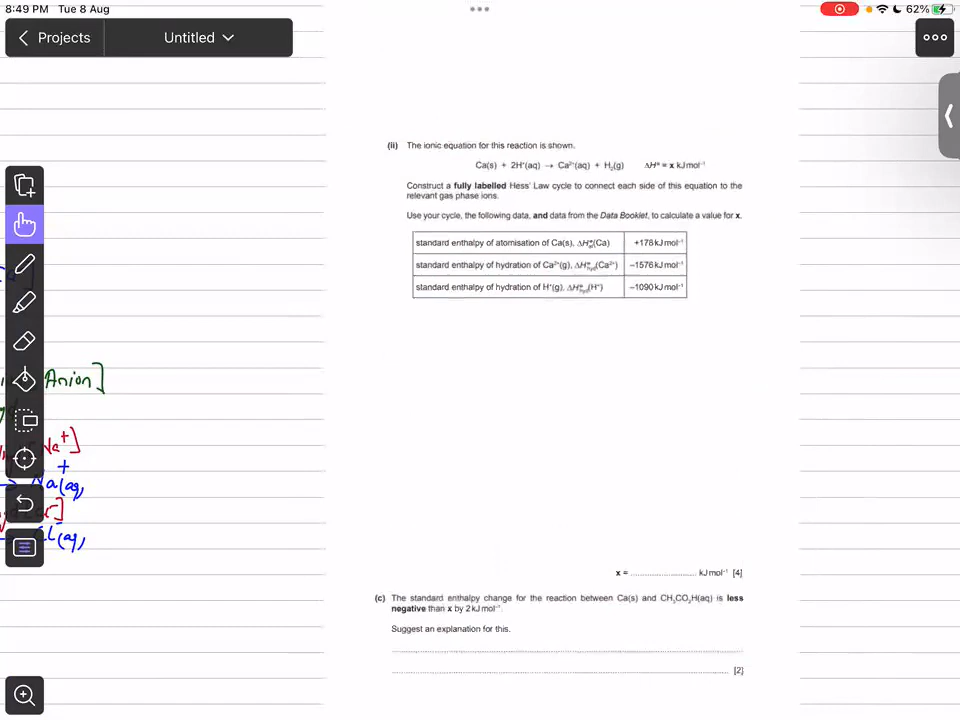 8:49 PM Tue 8 Aug
62%
Projects
Untitled
(ii) The ionic equation for this reaction is shown.
Ca(s) + 2H⁺(aq) → Ca²⁺(aq) + H₂(g) ΔH° = x kJ mol⁻¹
Construct a fully labelled Hess' Law cycle to connect each side of this equation to the
relevant gas phase ions.
Use your cycle, the following data, and data from the Data Booklet, to calculate a value for x.
standard enthalpy of atomisation of Ca(s), ΔH°at(Ca) +178 kJ mol⁻¹
standard enthalpy of hydration of Ca²⁺(g), ΔH°hyd(Ca²⁺) −1576 kJ mol⁻¹
standard enthalpy of hydration of H⁺(g), ΔH°hyd(H⁺) −1090 kJ mol⁻¹
Anion]
Na⁺]
+
→ Na(aq)
]
Cl⁻(aq)
x = .......................... kJ mol⁻¹ [4]
(c) The standard enthalpy change for the reaction between Ca(s) and CH₃CO₂H(aq) is less
negative than x by 2 kJ mol⁻¹.
Suggest an explanation for this.
[2]